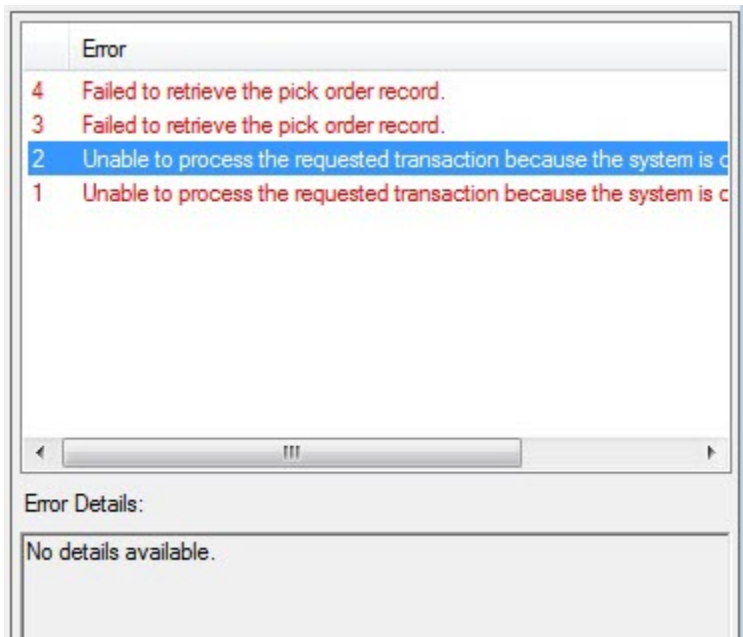 Error
4 Failed to retrieve the pick order record.
3 Failed to retrieve the pick order record.
2 Unable to process the requested transaction because the system is
1 Unable to process the requested transaction because the system is
Error Details:
No details available.